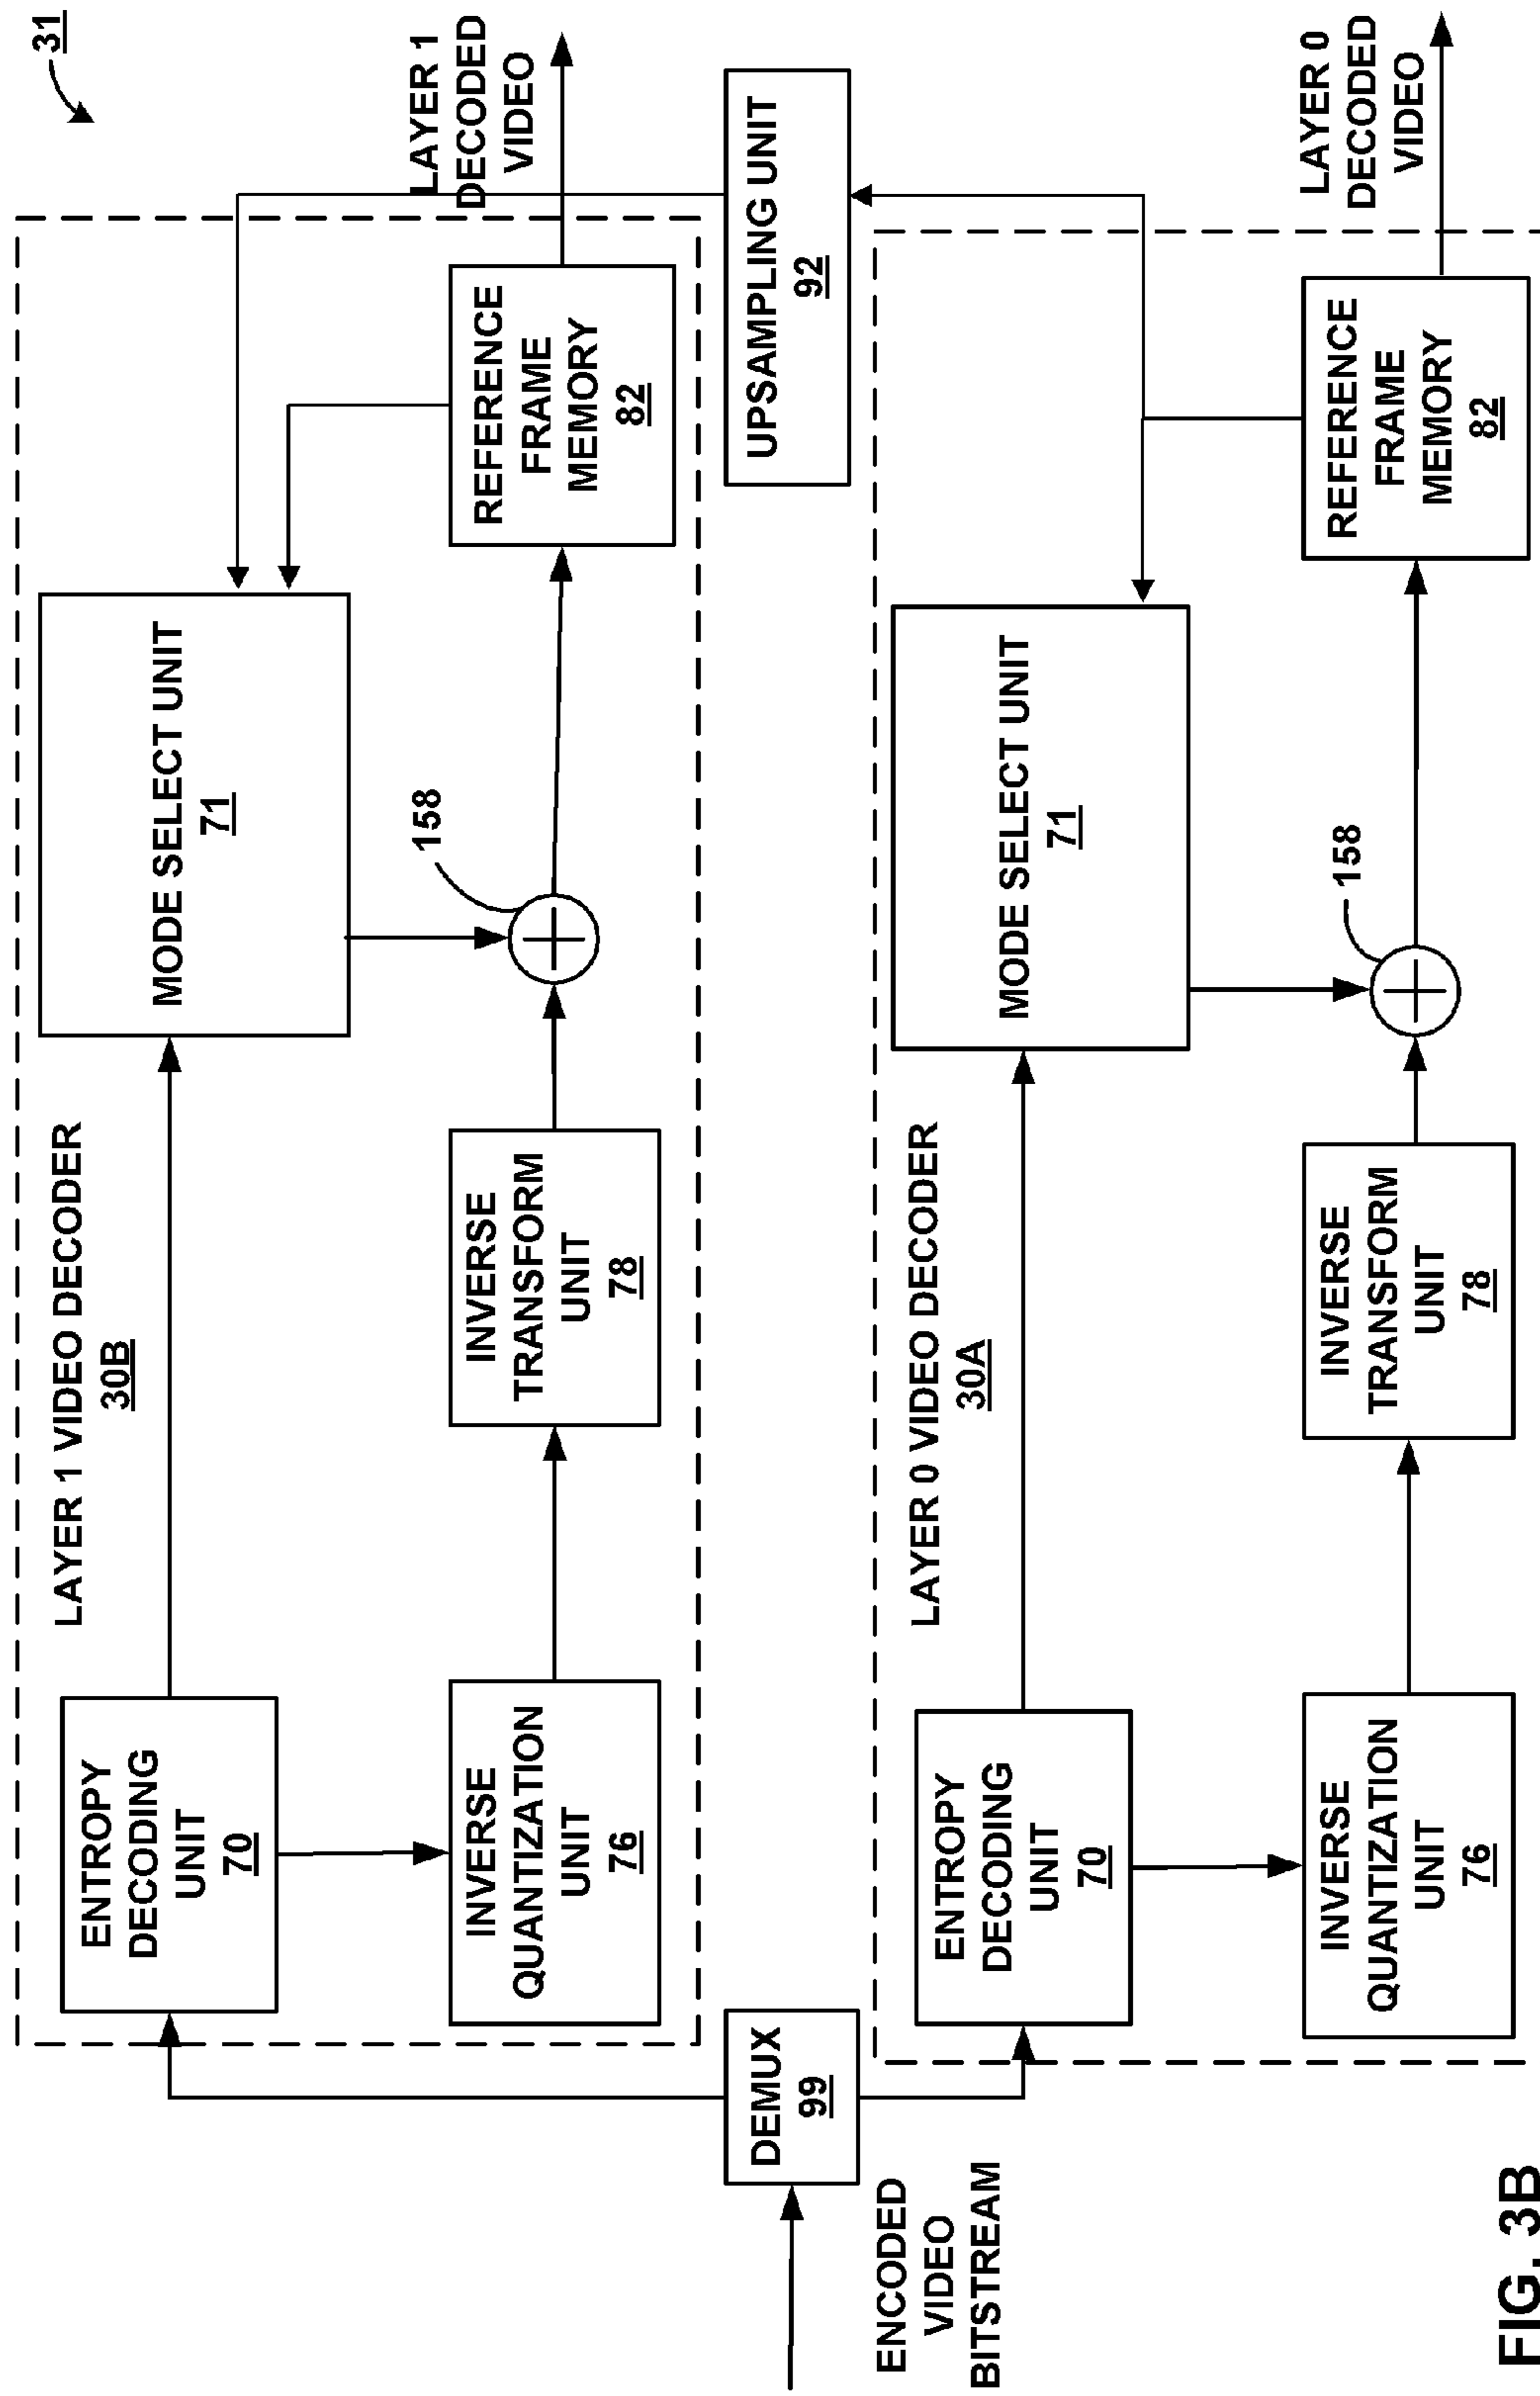 31
LAYER 1 VIDEO DECODER
30B
ENTROPY
DECODING
UNIT
70
MODE SELECT UNIT
71
INVERSE
QUANTIZATION
UNIT
76
INVERSE
TRANSFORM
UNIT
78
158
REFERENCE
FRAME
MEMORY
82
LAYER 1
DECODED
VIDEO
DEMUX
99
ENCODED
VIDEO
BITSTREAM
UPSAMPLING UNIT
92
LAYER 0 VIDEO DECODER
30A
ENTROPY
DECODING
UNIT
70
MODE SELECT UNIT
71
INVERSE
QUANTIZATION
UNIT
76
INVERSE
TRANSFORM
UNIT
78
158
REFERENCE
FRAME
MEMORY
82
LAYER 0
DECODED
VIDEO
FIG. 3B